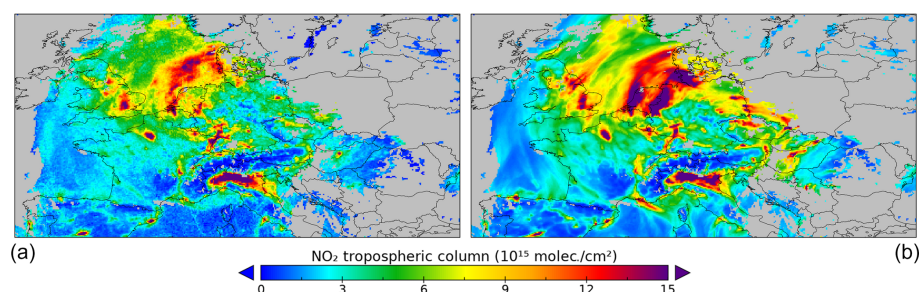 (a)
(b)
NO₂ tropospheric column (10¹⁵ molec./cm²)
0 3 6 9 12 15